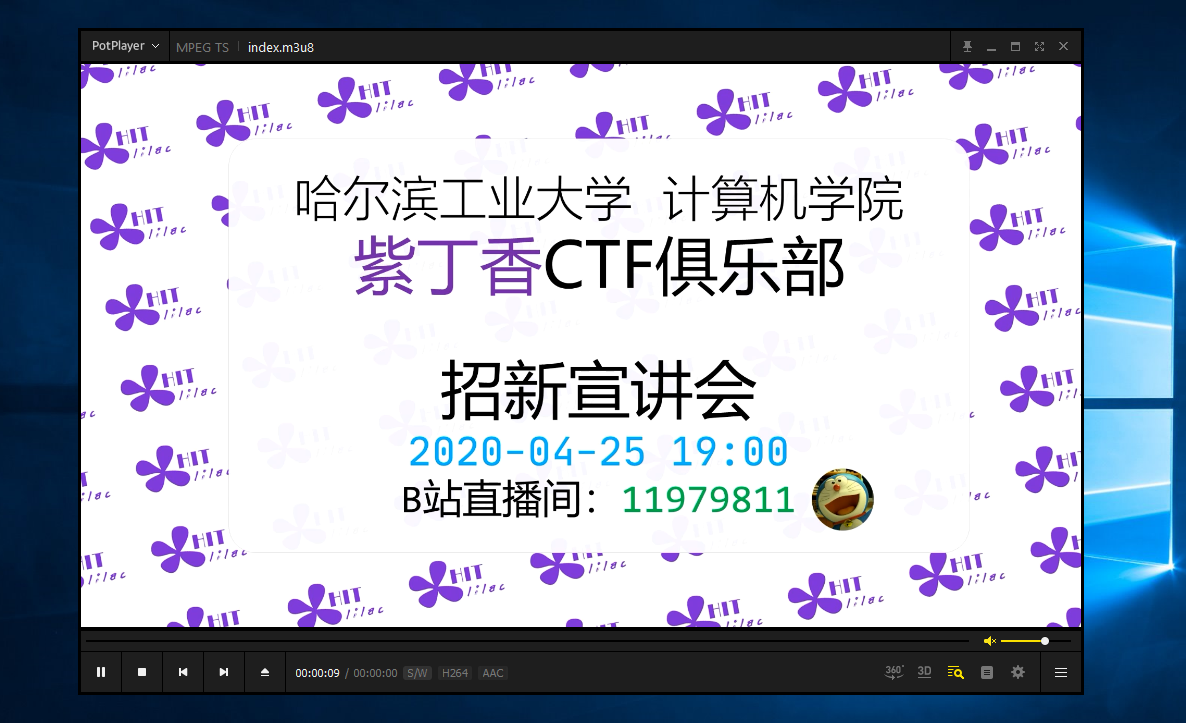 PotPlayer MPEG TS index.m3u8
HIT lilac
哈尔滨工业大学 计算机学院
紫丁香CTF俱乐部
招新宣讲会
2020-04-25 19:00
B站直播间：11979811
00:00:09 / 00:00:00 S/W H264 AAC 360° 3D